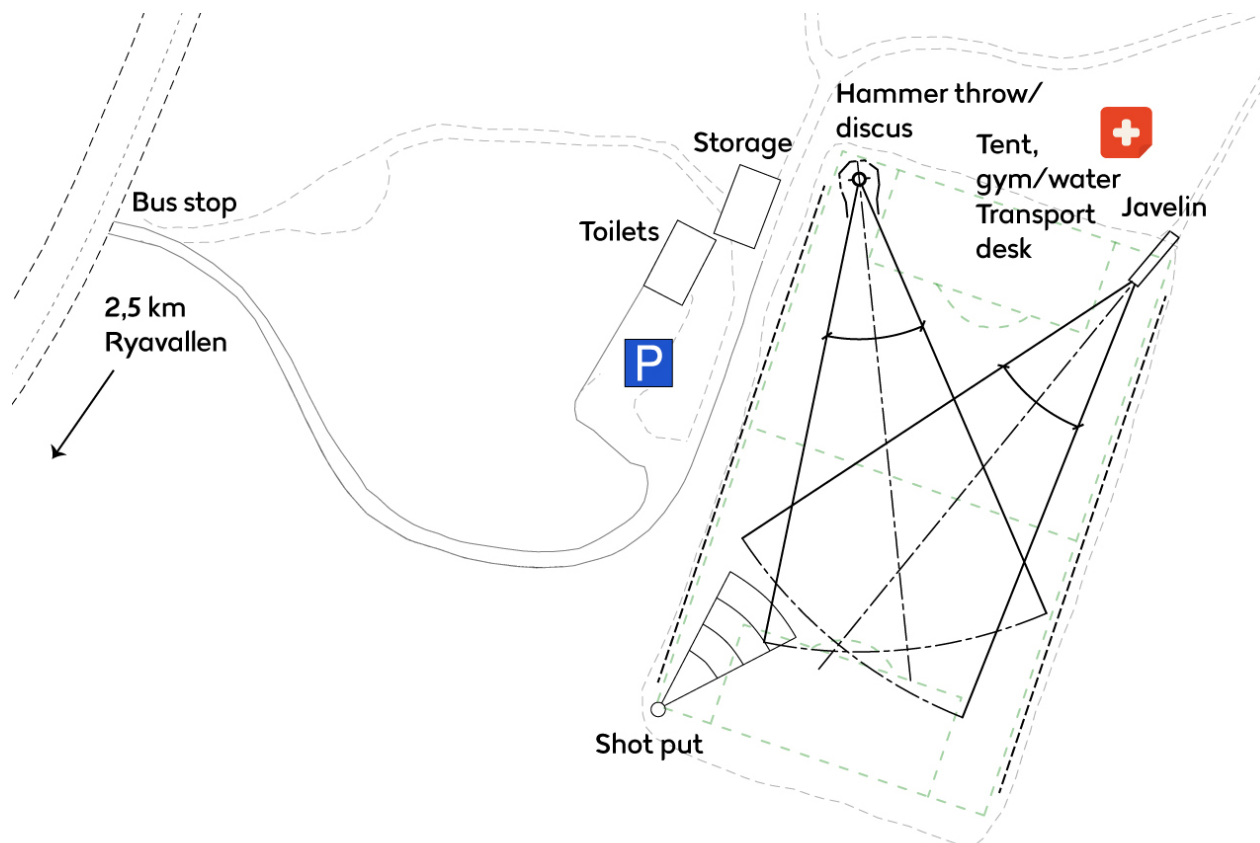 Hammer throw/
discus
Tent,
gym/water
Transport
desk
Storage
Toilets
Bus stop
Javelin
2,5 km
Ryavallen
P
Shot put